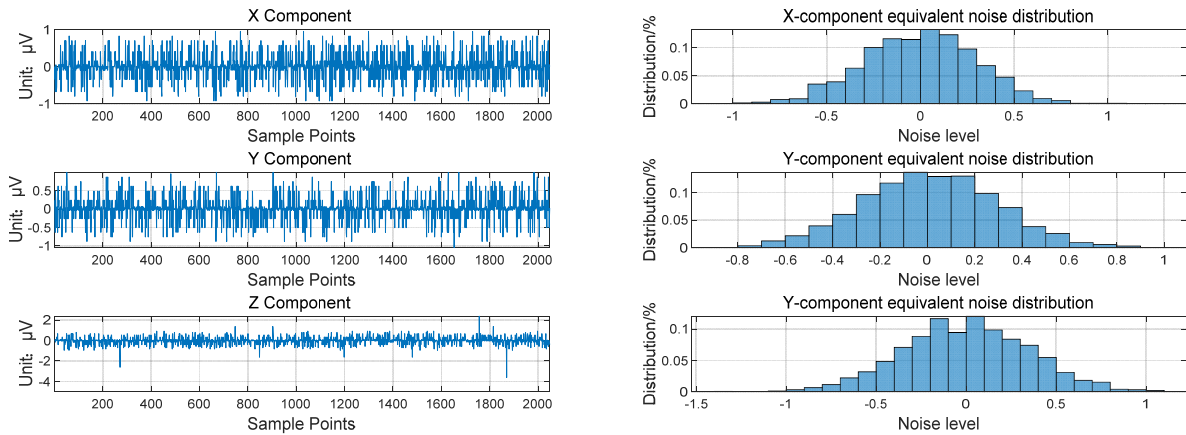 X Component
Unit: μV
1
0
-1
200 400 600 800 1000 1200 1400 1600 1800 2000
Sample Points
X-component equivalent noise distribution
Distribution/%
0.1
0.05
0
-1 -0.5 0 0.5 1
Noise level
Y Component
Unit: μV
0.5
0
-0.5
-1
200 400 600 800 1000 1200 1400 1600 1800 2000
Sample Points
Y-component equivalent noise distribution
Distribution/%
0.1
0.05
0
-0.8 -0.6 -0.4 -0.2 0 0.2 0.4 0.6 0.8 1
Noise level
Z Component
Unit: μV
2
0
-2
-4
200 400 600 800 1000 1200 1400 1600 1800 2000
Sample Points
Y-component equivalent noise distribution
Distribution/%
0.1
0.05
0
-1.5 -1 -0.5 0 0.5 1
Noise level